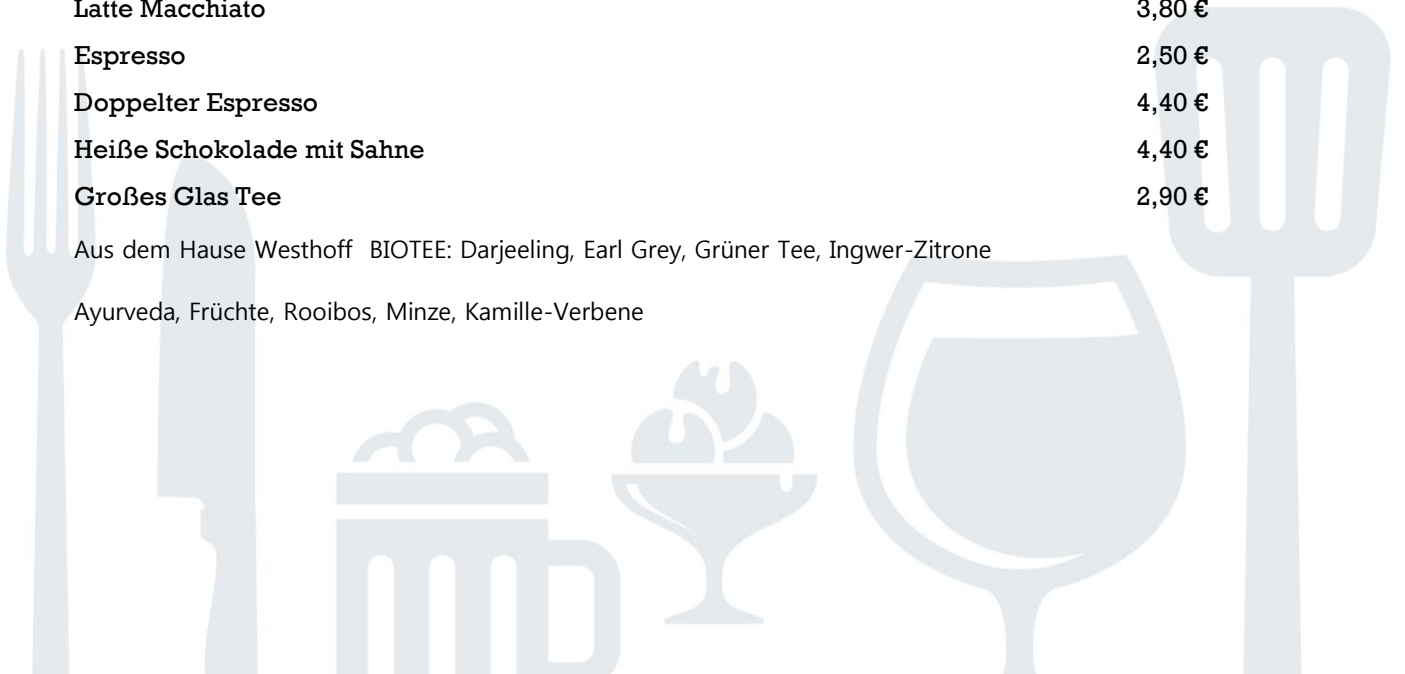 Latte Macchiato 3,80 €
Espresso 2,50 €
Doppelter Espresso 4,40 €
Heiße Schokolade mit Sahne 4,40 €
Großes Glas Tee 2,90 €
Aus dem Hause Westhoff BIOTEE: Darjeeling, Earl Grey, Grüner Tee, Ingwer-Zitrone
Ayurveda, Früchte, Rooibos, Minze, Kamille-Verbene